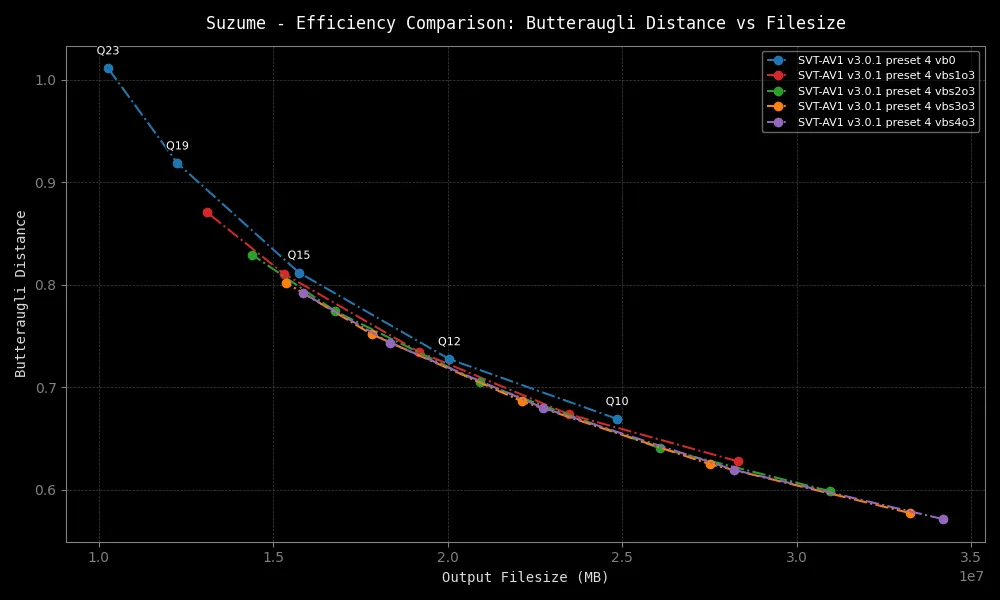 Suzume - Efficiency Comparison: Butteraugli Distance vs Filesize
Q23
SVT-AV1 v3.0.1 preset 4 vb0
SVT-AV1 v3.0.1 preset 4 vbs1o3
SVT-AV1 v3.0.1 preset 4 vbs2o3
SVT-AV1 v3.0.1 preset 4 vbs3o3
SVT-AV1 v3.0.1 preset 4 vbs4o3
1.0
Q19
0.9
Q15
0.8
Q12
0.7
Q10
0.6
Butteraugli Distance
1.0 1.5 2.0 2.5 3.0 3.5
1e7
Output Filesize (MB)